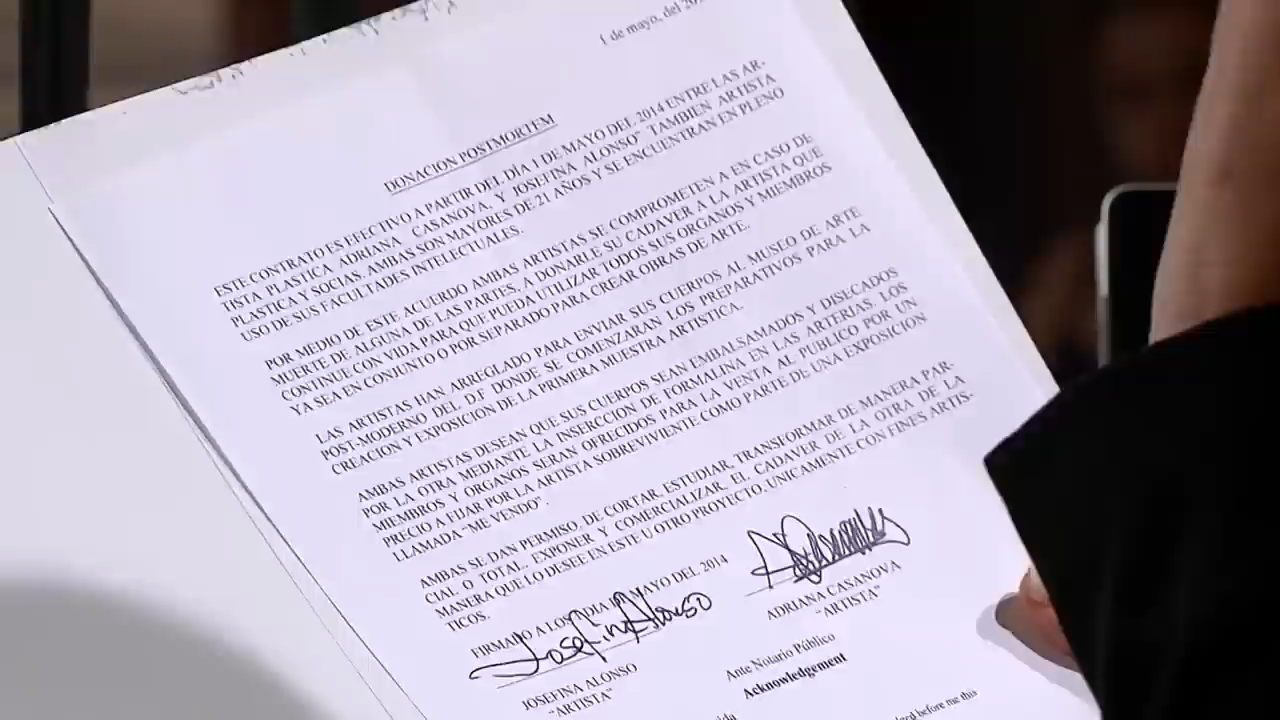 1 de mayo, del
DONACION POSTMORTEM
ESTE CONTRATO ES EFECTIVO A PARTIR DEL DÍA 1 DE MAYO DEL 2014 ENTRE LAS AR-
TISTA PLASTICA ADRIANA CASANOVA, Y JOSEFINA ALONSO" TAMBIEN ARTISTA
PLASTICA Y SOCIAS. AMBAS SON MAYORES DE 21 AÑOS Y SE ENCUENTRAN EN PLENO
USO DE SUS FACULTADES INTELECTUALES.
POR MEDIO DE ESTE ACUERDO AMBAS ARTISTAS SE COMPROMETEN A EN CASO DE
MUERTE DE ALGUNA DE LAS PARTES, A DONARLE SU CADAVER A LA ARTISTA QUE
CONTINUE CON VIDA PARA QUE PUEDA UTILIZAR TODOS SUS ORGANOS Y MIEMBROS
YA SEA EN CONJUNTO O POR SEPARADO PARA CREAR OBRAS DE ARTE.
LAS ARTISTAS HAN ARREGLADO PARA ENVIAR SUS CUERPOS AL MUSEO DE ARTE
POST-MODERNO DEL D.F DONDE SE COMENZARÁN LOS PREPARATIVOS PARA LA
CREACION Y EXPOSICION DE LA PRIMERA MUESTRA ARTISTICA.
AMBAS ARTISTAS DESEAN QUE SUS CUERPOS SEAN EMBALSAMADOS Y DISECADOS
POR LA OTRA MEDIANTE LA INSERCION DE FORMALINA EN LAS ARTERIAS. LOS
MIEMBROS Y ORGANOS SERAN OFRECIDOS PARA LA VENTA AL PUBLICO POR UN
PRECIO A FIJAR POR LA ARTISTA SOBREVIVIENTE COMO PARTE DE UNA EXPOSICION
LLAMADA "ME VENDO".
AMBAS SE DAN PERMISO, DE CORTAR, ESTUDIAR, TRANSFORMAR DE MANERA PAR-
CIAL O TOTAL, EXPONER Y COMERCIALIZAR, EL CADAVER DE LA OTRA DE LA
MANERA QUE LO DESEE EN ESTE U OTRO PROYECTO, UNICAMENTE CON FINES ARTIS-
TICOS.
FIRMADO A LOS DIA MAYO DEL 2014
Josefina Alonso
JOSEFINA ALONSO
"ARTISTA"
ADRIANA CASANOVA
"ARTISTA"
Ante Notario Público
Acknowledgement
before me this